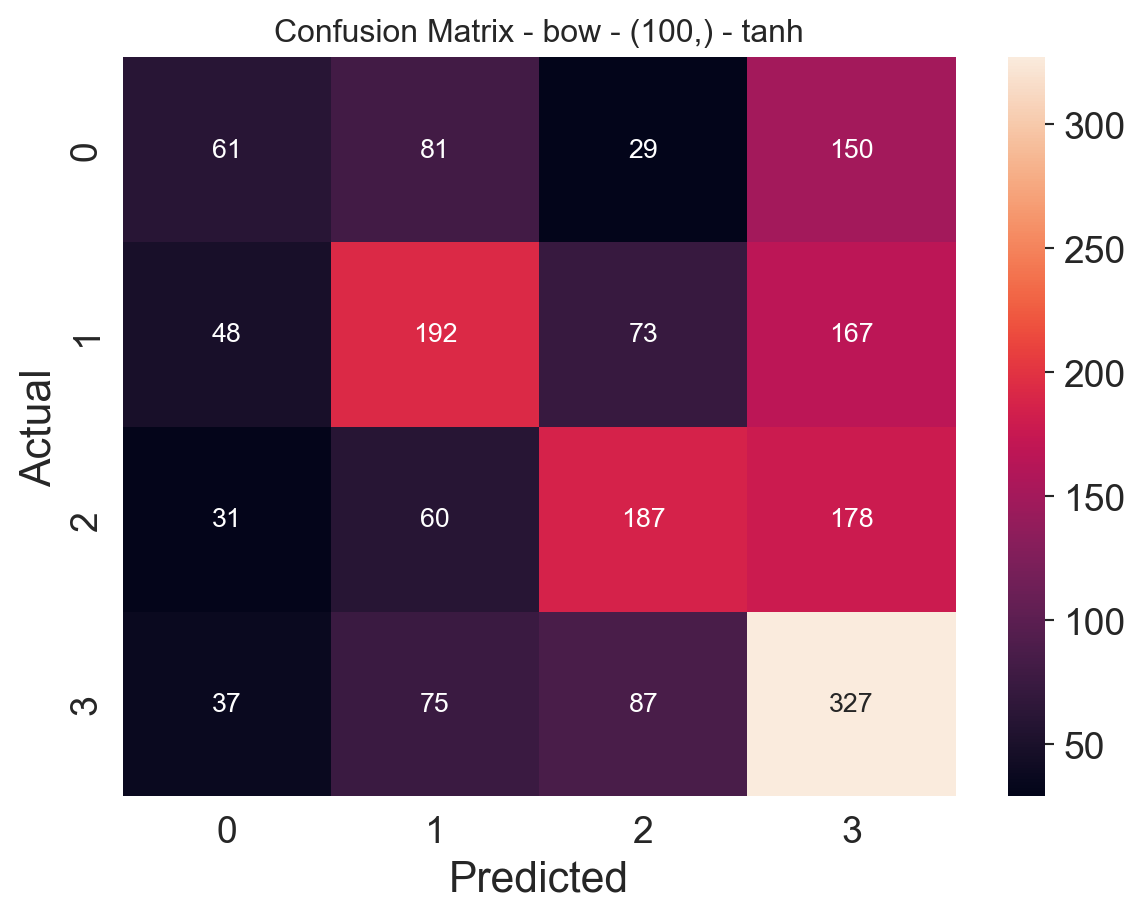 Confusion Matrix - bow - (100,) - tanh
0 61 81 29 150
1 48 192 73 167
2 31 60 187 178
3 37 75 87 327
0 1 2 3
Predicted
Actual
300
250
200
150
100
50